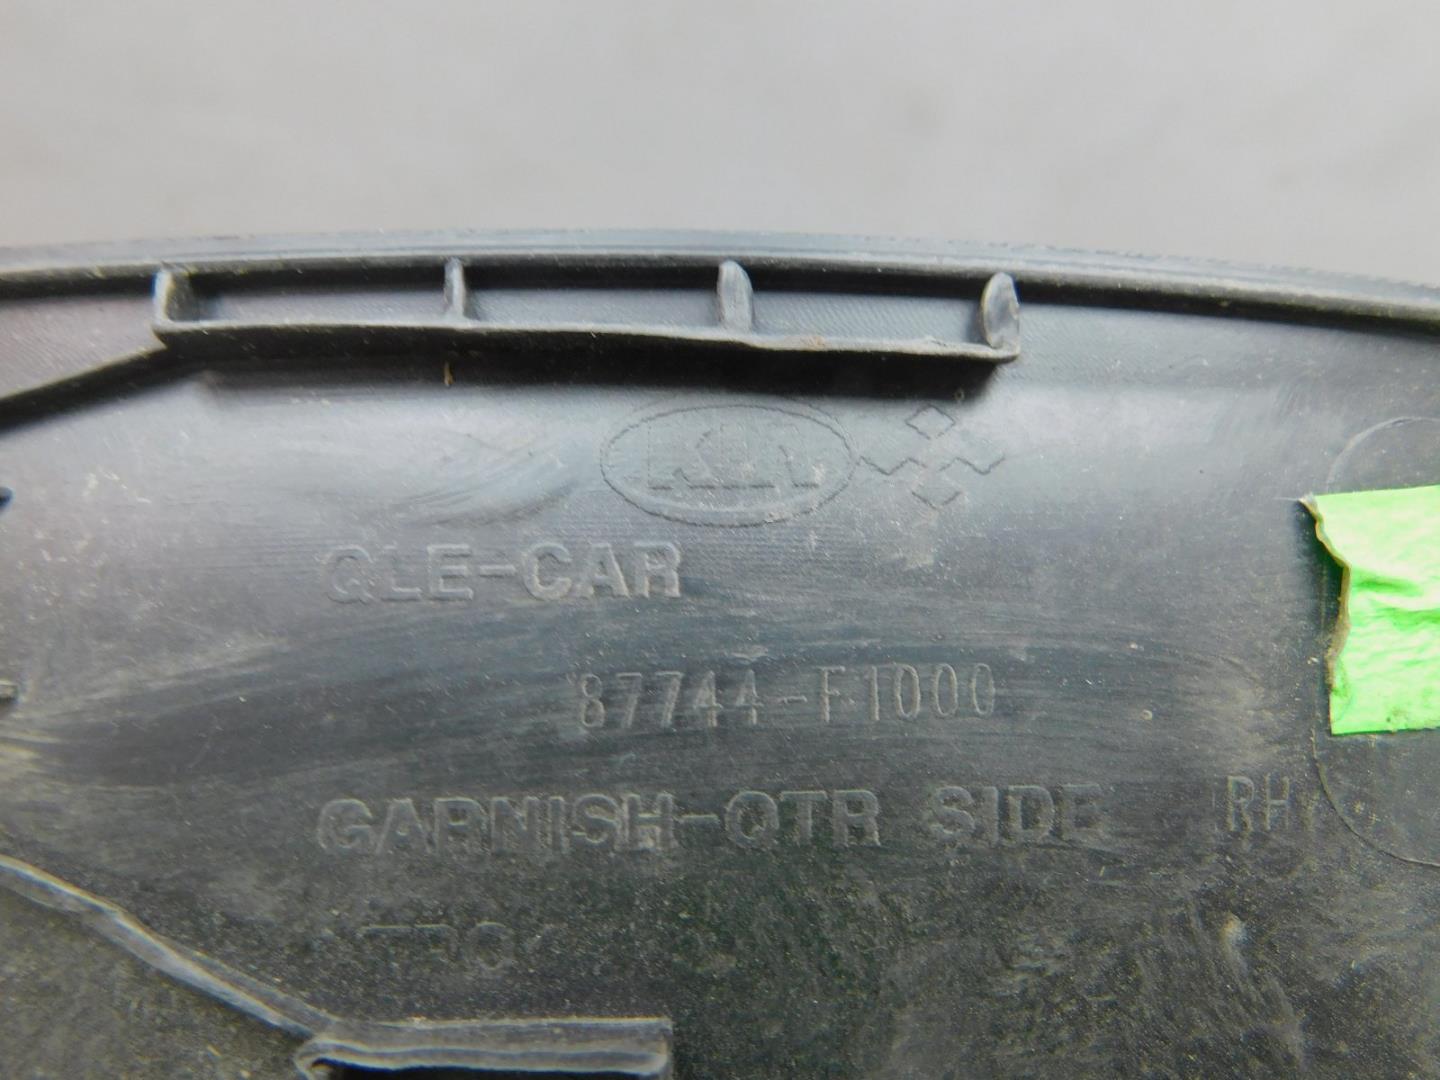 KIA
QLE-CAR
87744-F1000
GARNISH-QTR SIDE RH